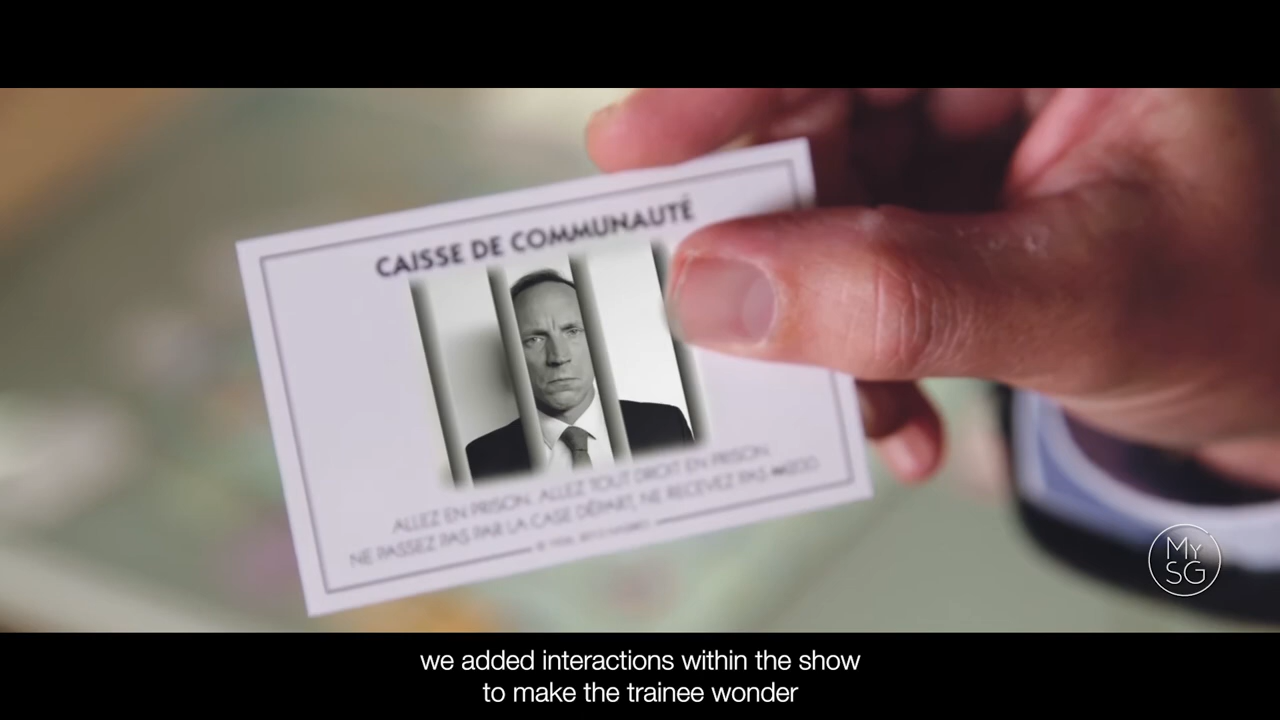 CAISSE DE COMMUNAUTÉ
ALLEZ EN PRISON. ALLEZ TOUT DROIT EN PRISON.
NE PASSEZ PAS PAR LA CASE DÉPART, NE RECEVEZ PAS
MY
SG
we added interactions within the show
to make the trainee wonder